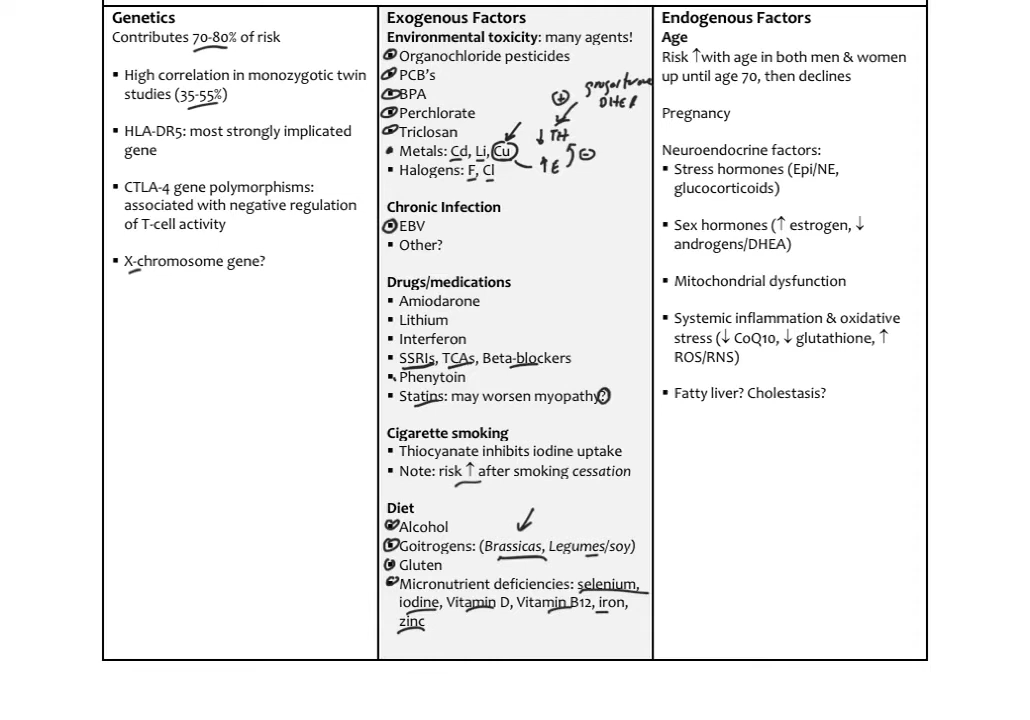 Genetics
Contributes 70-80% of risk
▪ High correlation in monozygotic twin
studies (35-55%)
▪ HLA-DR5: most strongly implicated
gene
▪ CTLA-4 gene polymorphisms:
associated with negative regulation
of T-cell activity
▪ X-chromosome gene?
Exogenous Factors
Environmental toxicity: many agents!
▪ Organochloride pesticides
▪ PCB's
▪ BPA
▪ Perchlorate
▪ Triclosan
▪ Metals: Cd, Li, Cu
▪ Halogens: F, Cl
DHEA
⊕
↓ TH
↑ E ⊖
Chronic Infection
▪ EBV
▪ Other?
Drugs/medications
▪ Amiodarone
▪ Lithium
▪ Interferon
▪ SSRIs, TCAs, Beta-blockers
▪ Phenytoin
▪ Statins: may worsen myopathy?
Cigarette smoking
▪ Thiocyanate inhibits iodine uptake
▪ Note: risk ↑ after smoking cessation
Diet
▪ Alcohol
▪ Goitrogens: (Brassicas, Legumes/soy)
▪ Gluten
▪ Micronutrient deficiencies: selenium,
iodine, Vitamin D, Vitamin B12, iron,
zinc
Endogenous Factors
Age
Risk ↑with age in both men & women
up until age 70, then declines
Pregnancy
Neuroendocrine factors:
▪ Stress hormones (Epi/NE,
glucocorticoids)
▪ Sex hormones (↑ estrogen, ↓
androgens/DHEA)
▪ Mitochondrial dysfunction
▪ Systemic inflammation & oxidative
stress (↓ CoQ10, ↓ glutathione, ↑
ROS/RNS)
▪ Fatty liver? Cholestasis?